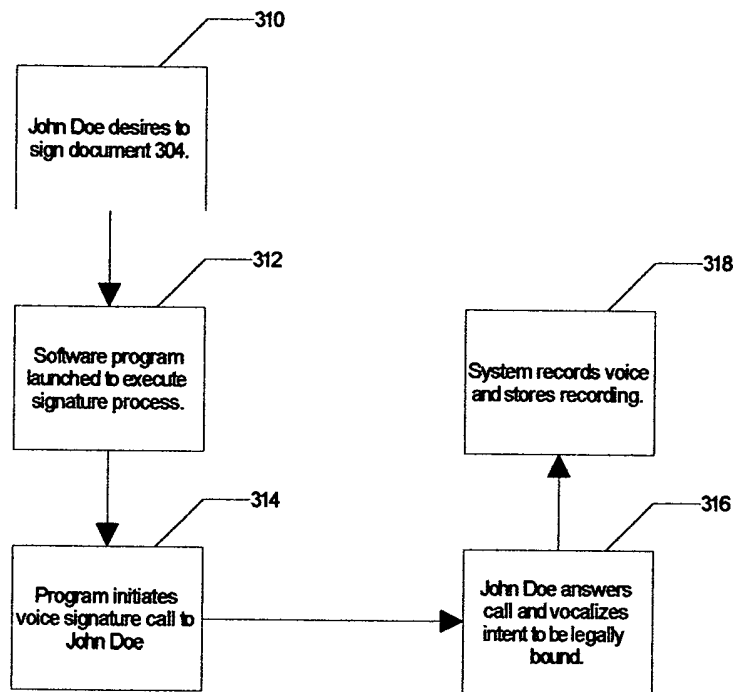 310
John Doe desires to
sign document 304.
312
Software program
launched to execute
signature process.
314
Program initiates
voice signature call to
John Doe
316
John Doe answers
call and vocalizes
intent to be legally
bound.
318
System records voice
and stores recording.